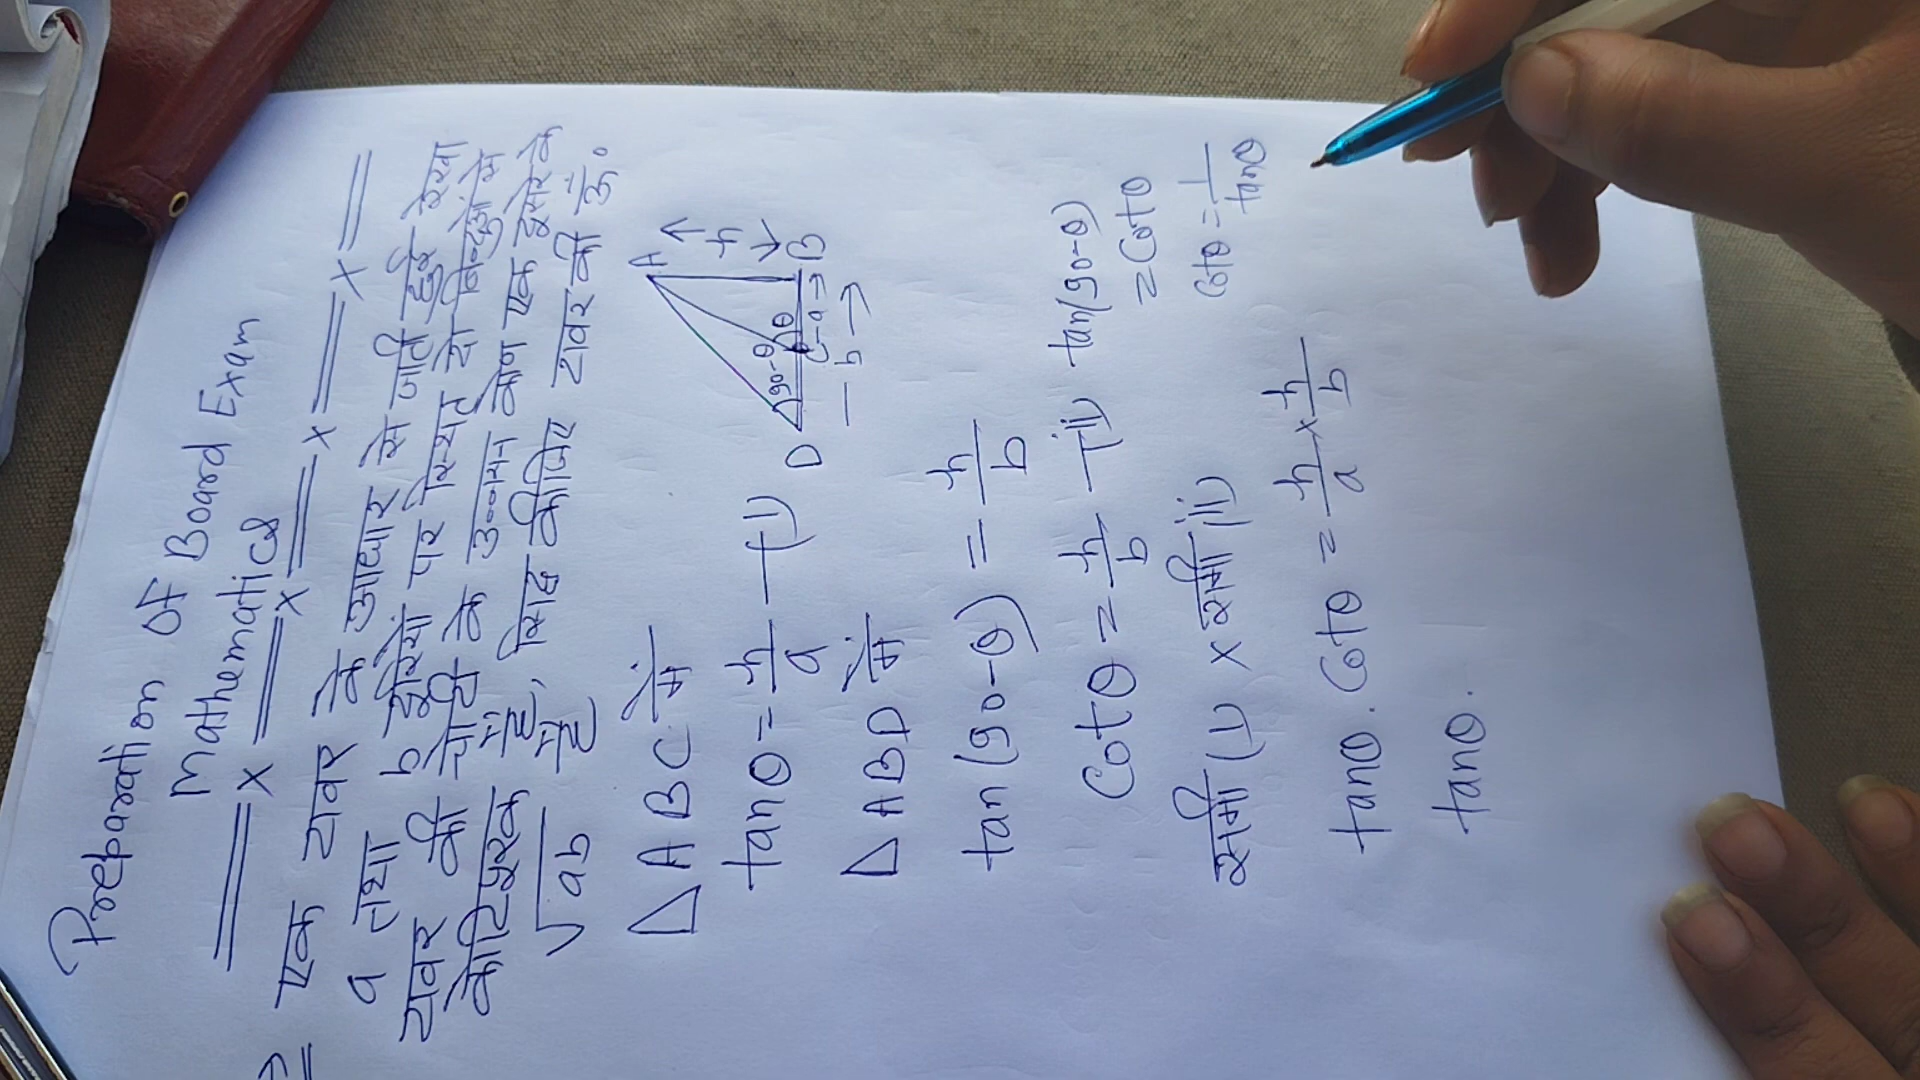 Preparation OF Board Exam
Mathematics
== x == x == x == x ==
एक टावर के आधार से जाती हुई रेखा
a तथा b दूरियों पर स्थित दो बिन्दुओं से
टावर की चोटी के उन्नयन कोण एक दूसरे के
कोटिपूरक हैं, सिद्ध कीजिए टावर की ऊँ॰
√ab है
A
h
B
90-θ
θ
C
D
←a→
—b→
△ABC में
tanθ = h/a —(i)
△ABD में
tan(90-θ) = h/b
Cotθ = h/b —(ii)
tan(90-θ)
= Cotθ
Cotθ = 1/tanθ
समी(i) x समी(ii)
tanθ. Cotθ = h/a x h/b
tanθ.